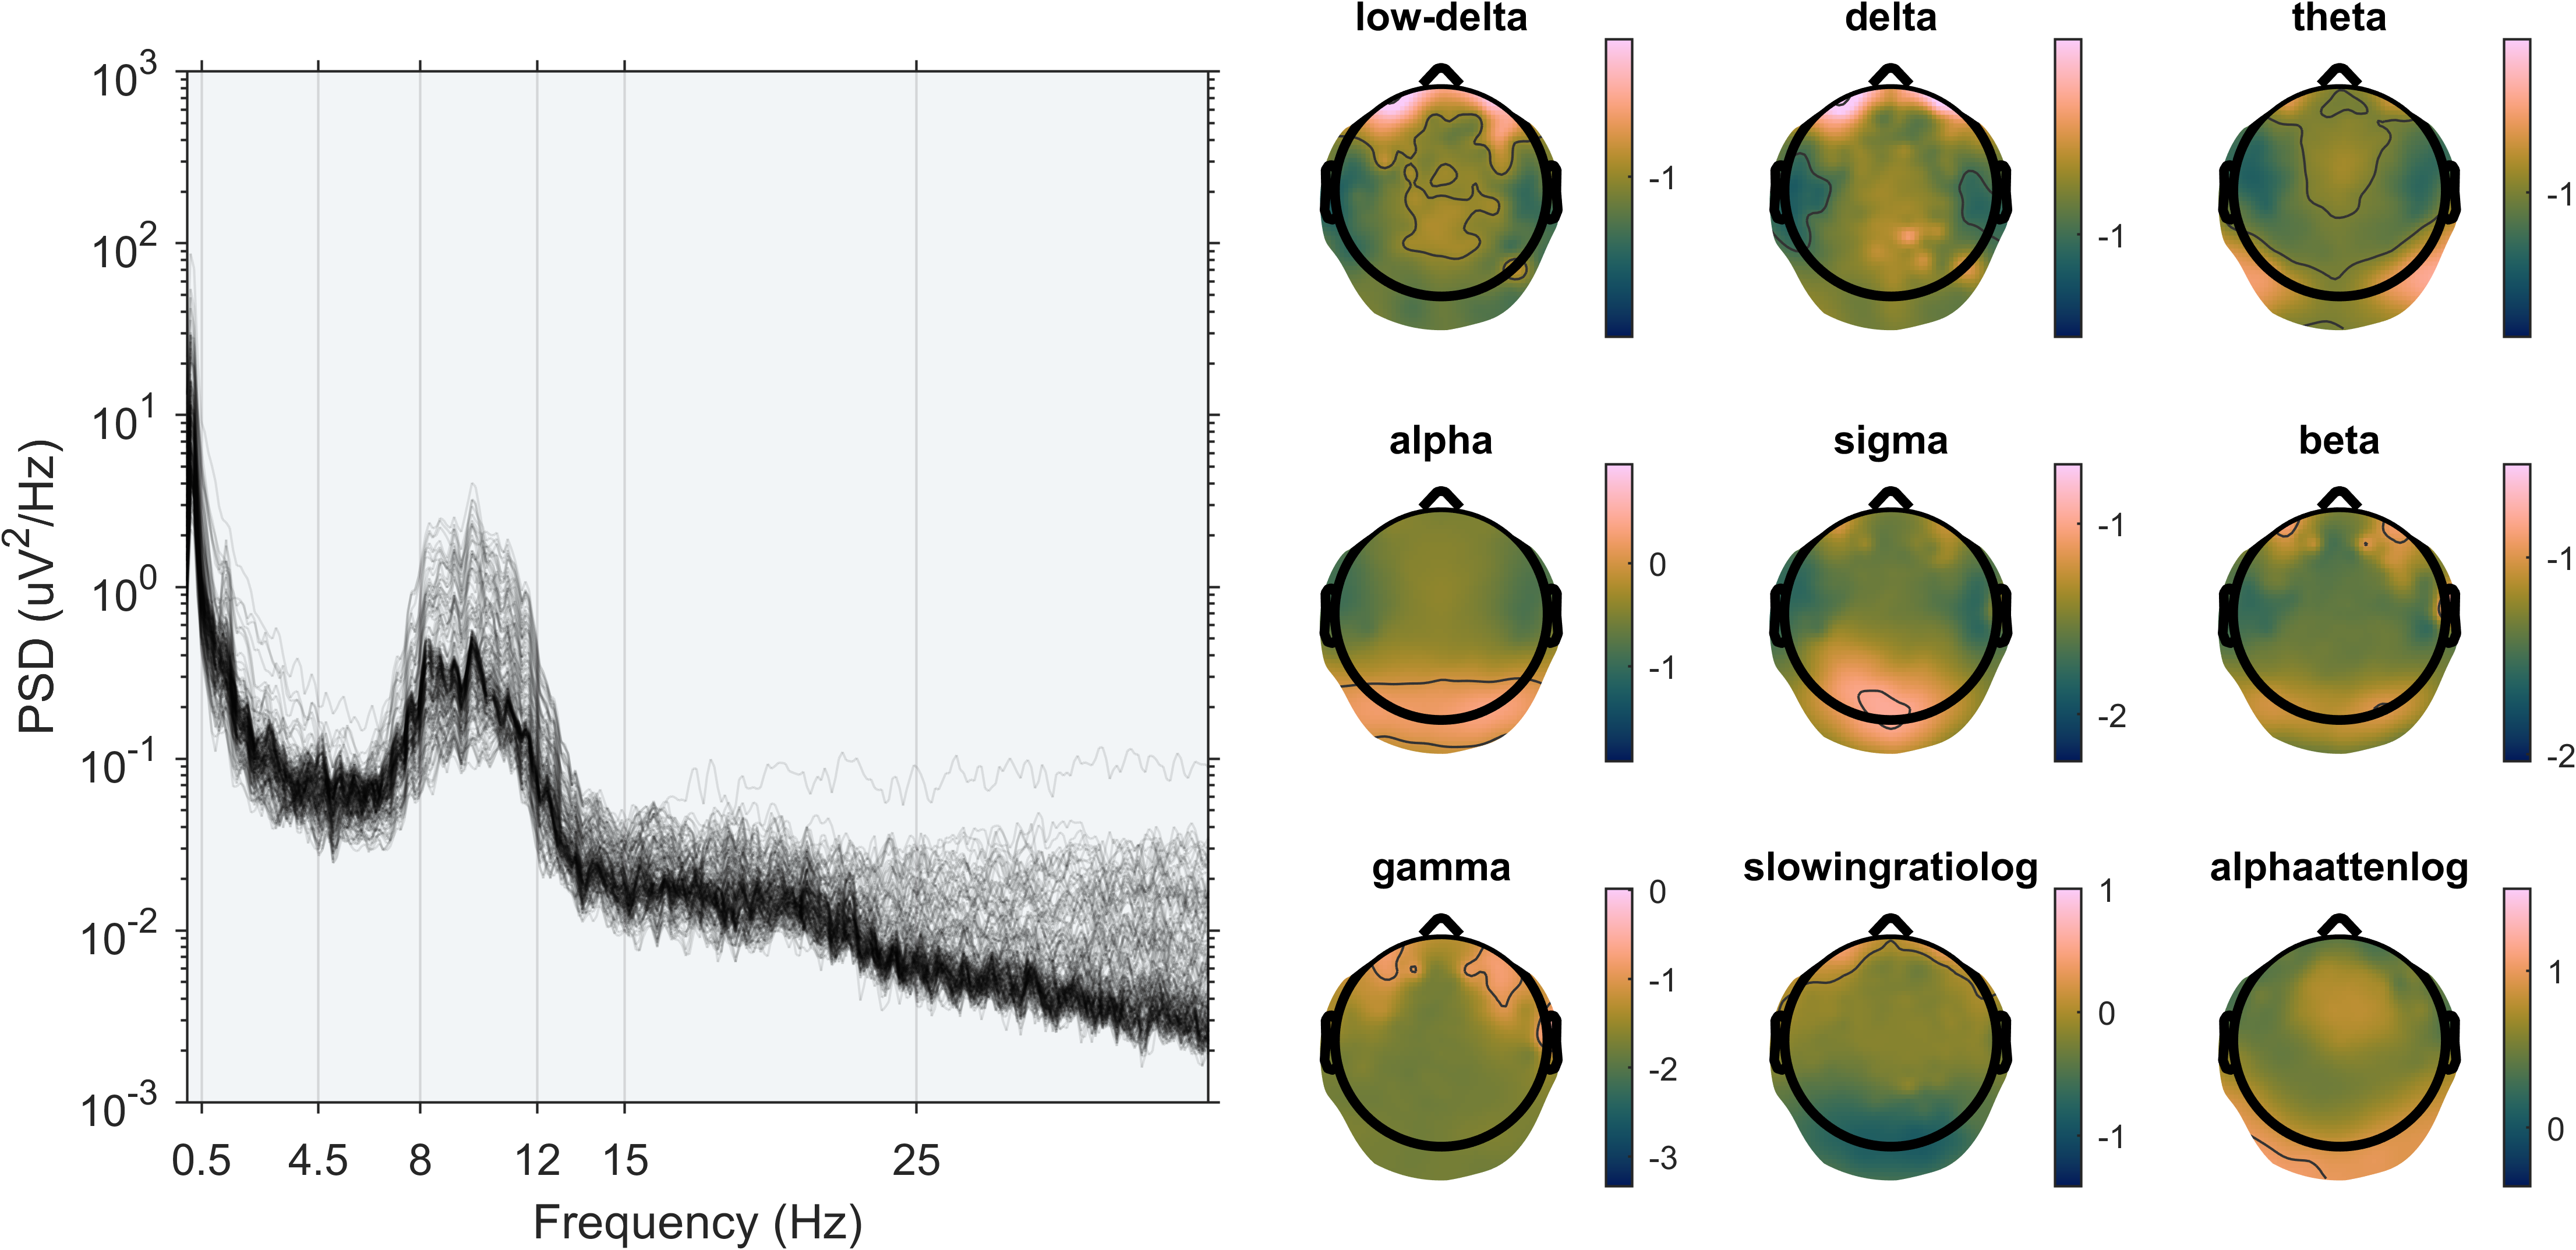 PSD (uV^2/Hz)
10^3
10^2
10^1
10^0
10^-1
10^-2
10^-3
0.5 4.5 8 12 15 25
Frequency (Hz)
low-delta
-1
delta
-1
theta
-1
alpha
0
-1
sigma
-1
-2
beta
-1
-2
gamma
0
-1
-2
-3
slowingratiolog
1
0
-1
alphaattenlog
1
0